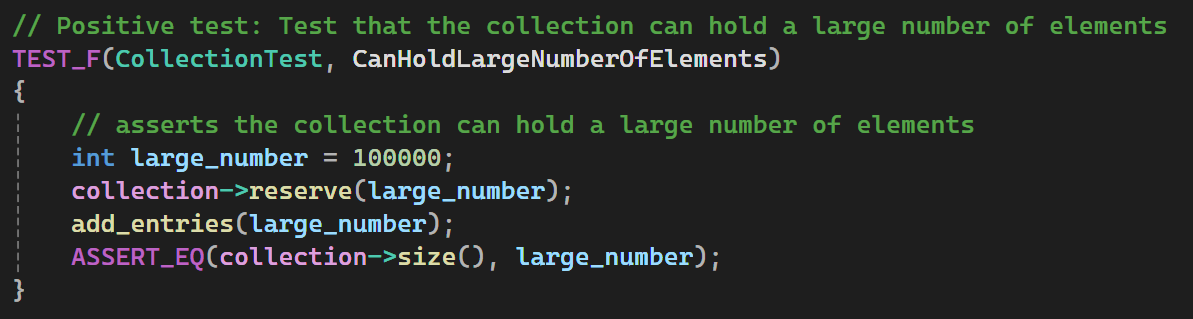 // Positive test: Test that the collection can hold a large number of elements
TEST_F(CollectionTest, CanHoldLargeNumberOfElements)
{
    // asserts the collection can hold a large number of elements
    int large_number = 100000;
    collection->reserve(large_number);
    add_entries(large_number);
    ASSERT_EQ(collection->size(), large_number);
}